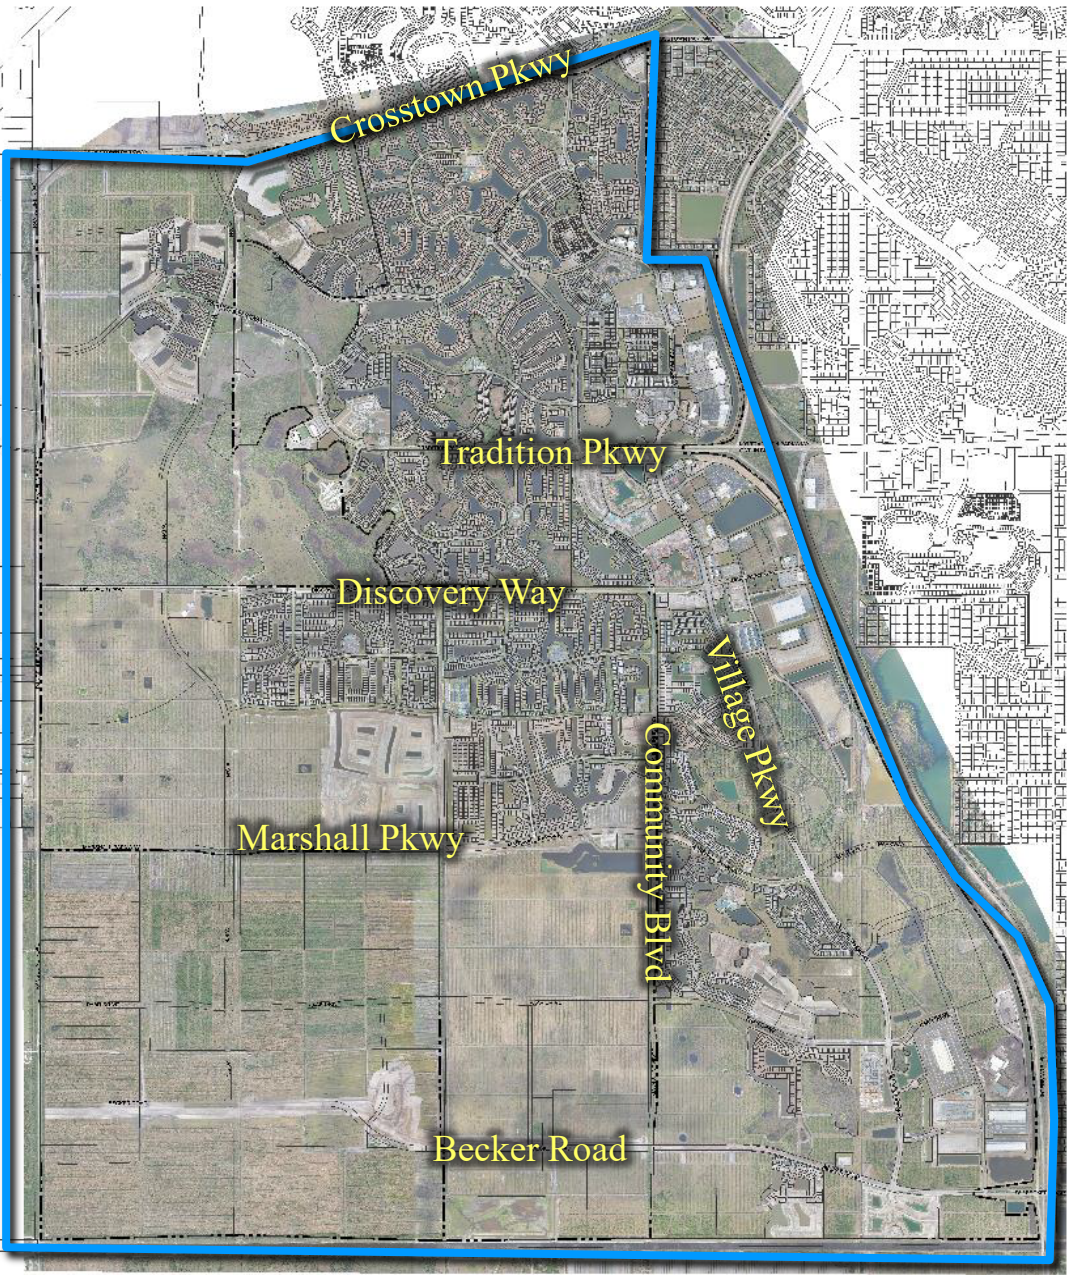 Crosstown Pkwy
Tradition Pkwy
Discovery Way
Village Pkwy
Community Blvd
Marshall Pkwy
Becker Road